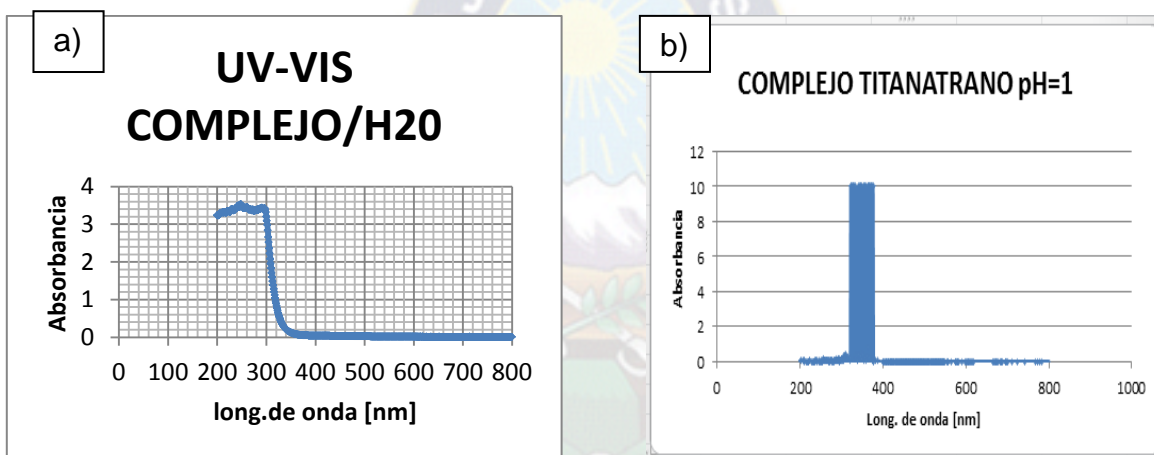 a)
UV-VIS
COMPLEJO/H20
Absorbancia
4
3
2
1
0
0 100 200 300 400 500 600 700 800
long.de onda [nm]
b)
COMPLEJO TITANATRANO pH=1
Absorbancia
12
10
8
6
4
2
0
0 200 400 600 800 1000
Long. de onda [nm]